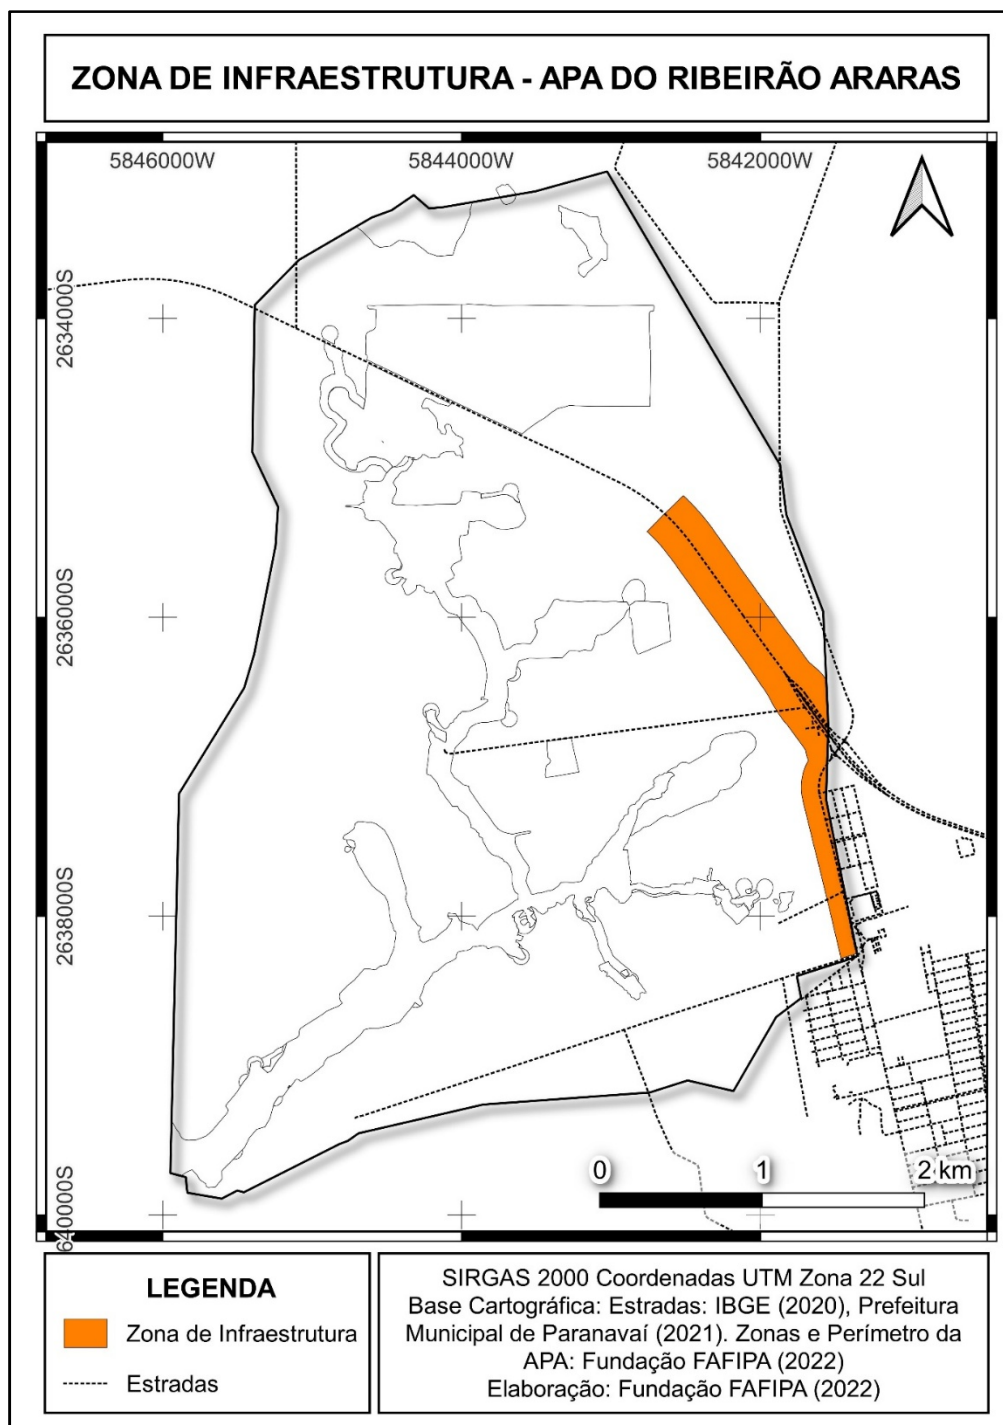 ZONA DE INFRAESTRUTURA - APA DO RIBEIRÃO ARARAS
5846000W 5844000W 5842000W
2634000S
2636000S
2638000S
640000S
0 1 2 km
LEGENDA
Zona de Infraestrutura
Estradas
SIRGAS 2000 Coordenadas UTM Zona 22 Sul
Base Cartográfica: Estradas: IBGE (2020), Prefeitura
Municipal de Paranavaí (2021). Zonas e Perímetro da
APA: Fundação FAFIPA (2022)
Elaboração: Fundação FAFIPA (2022)